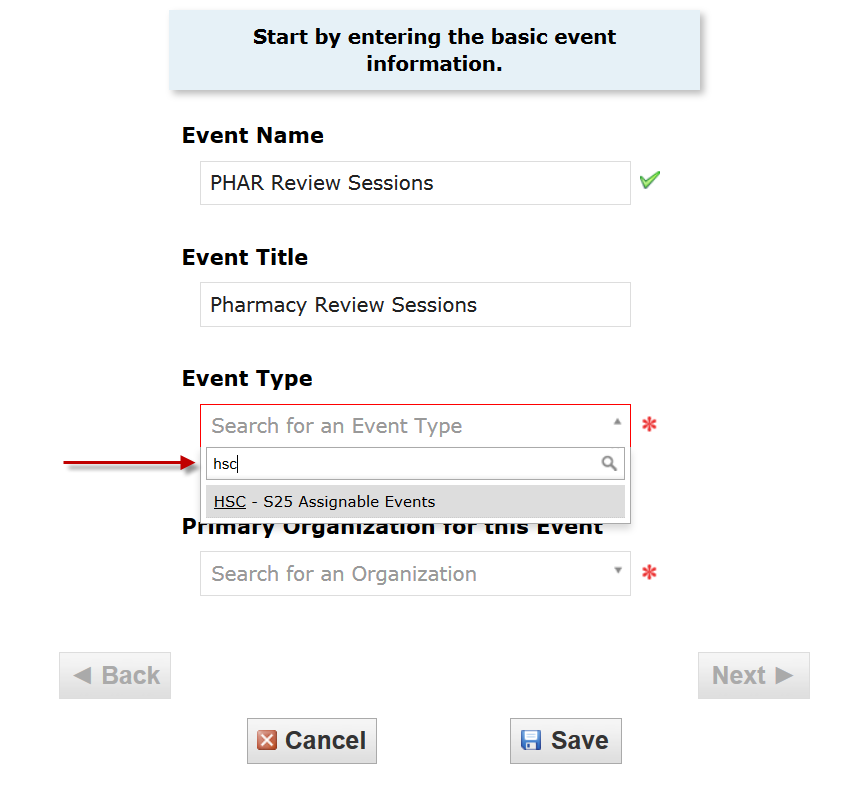 Start by entering the basic event
information.
Event Name
PHAR Review Sessions
Event Title
Pharmacy Review Sessions
Event Type
Search for an Event Type
hsc
HSC - S25 Assignable Events
Primary Organization for this Event
Search for an Organization
Back
Next
Cancel
Save